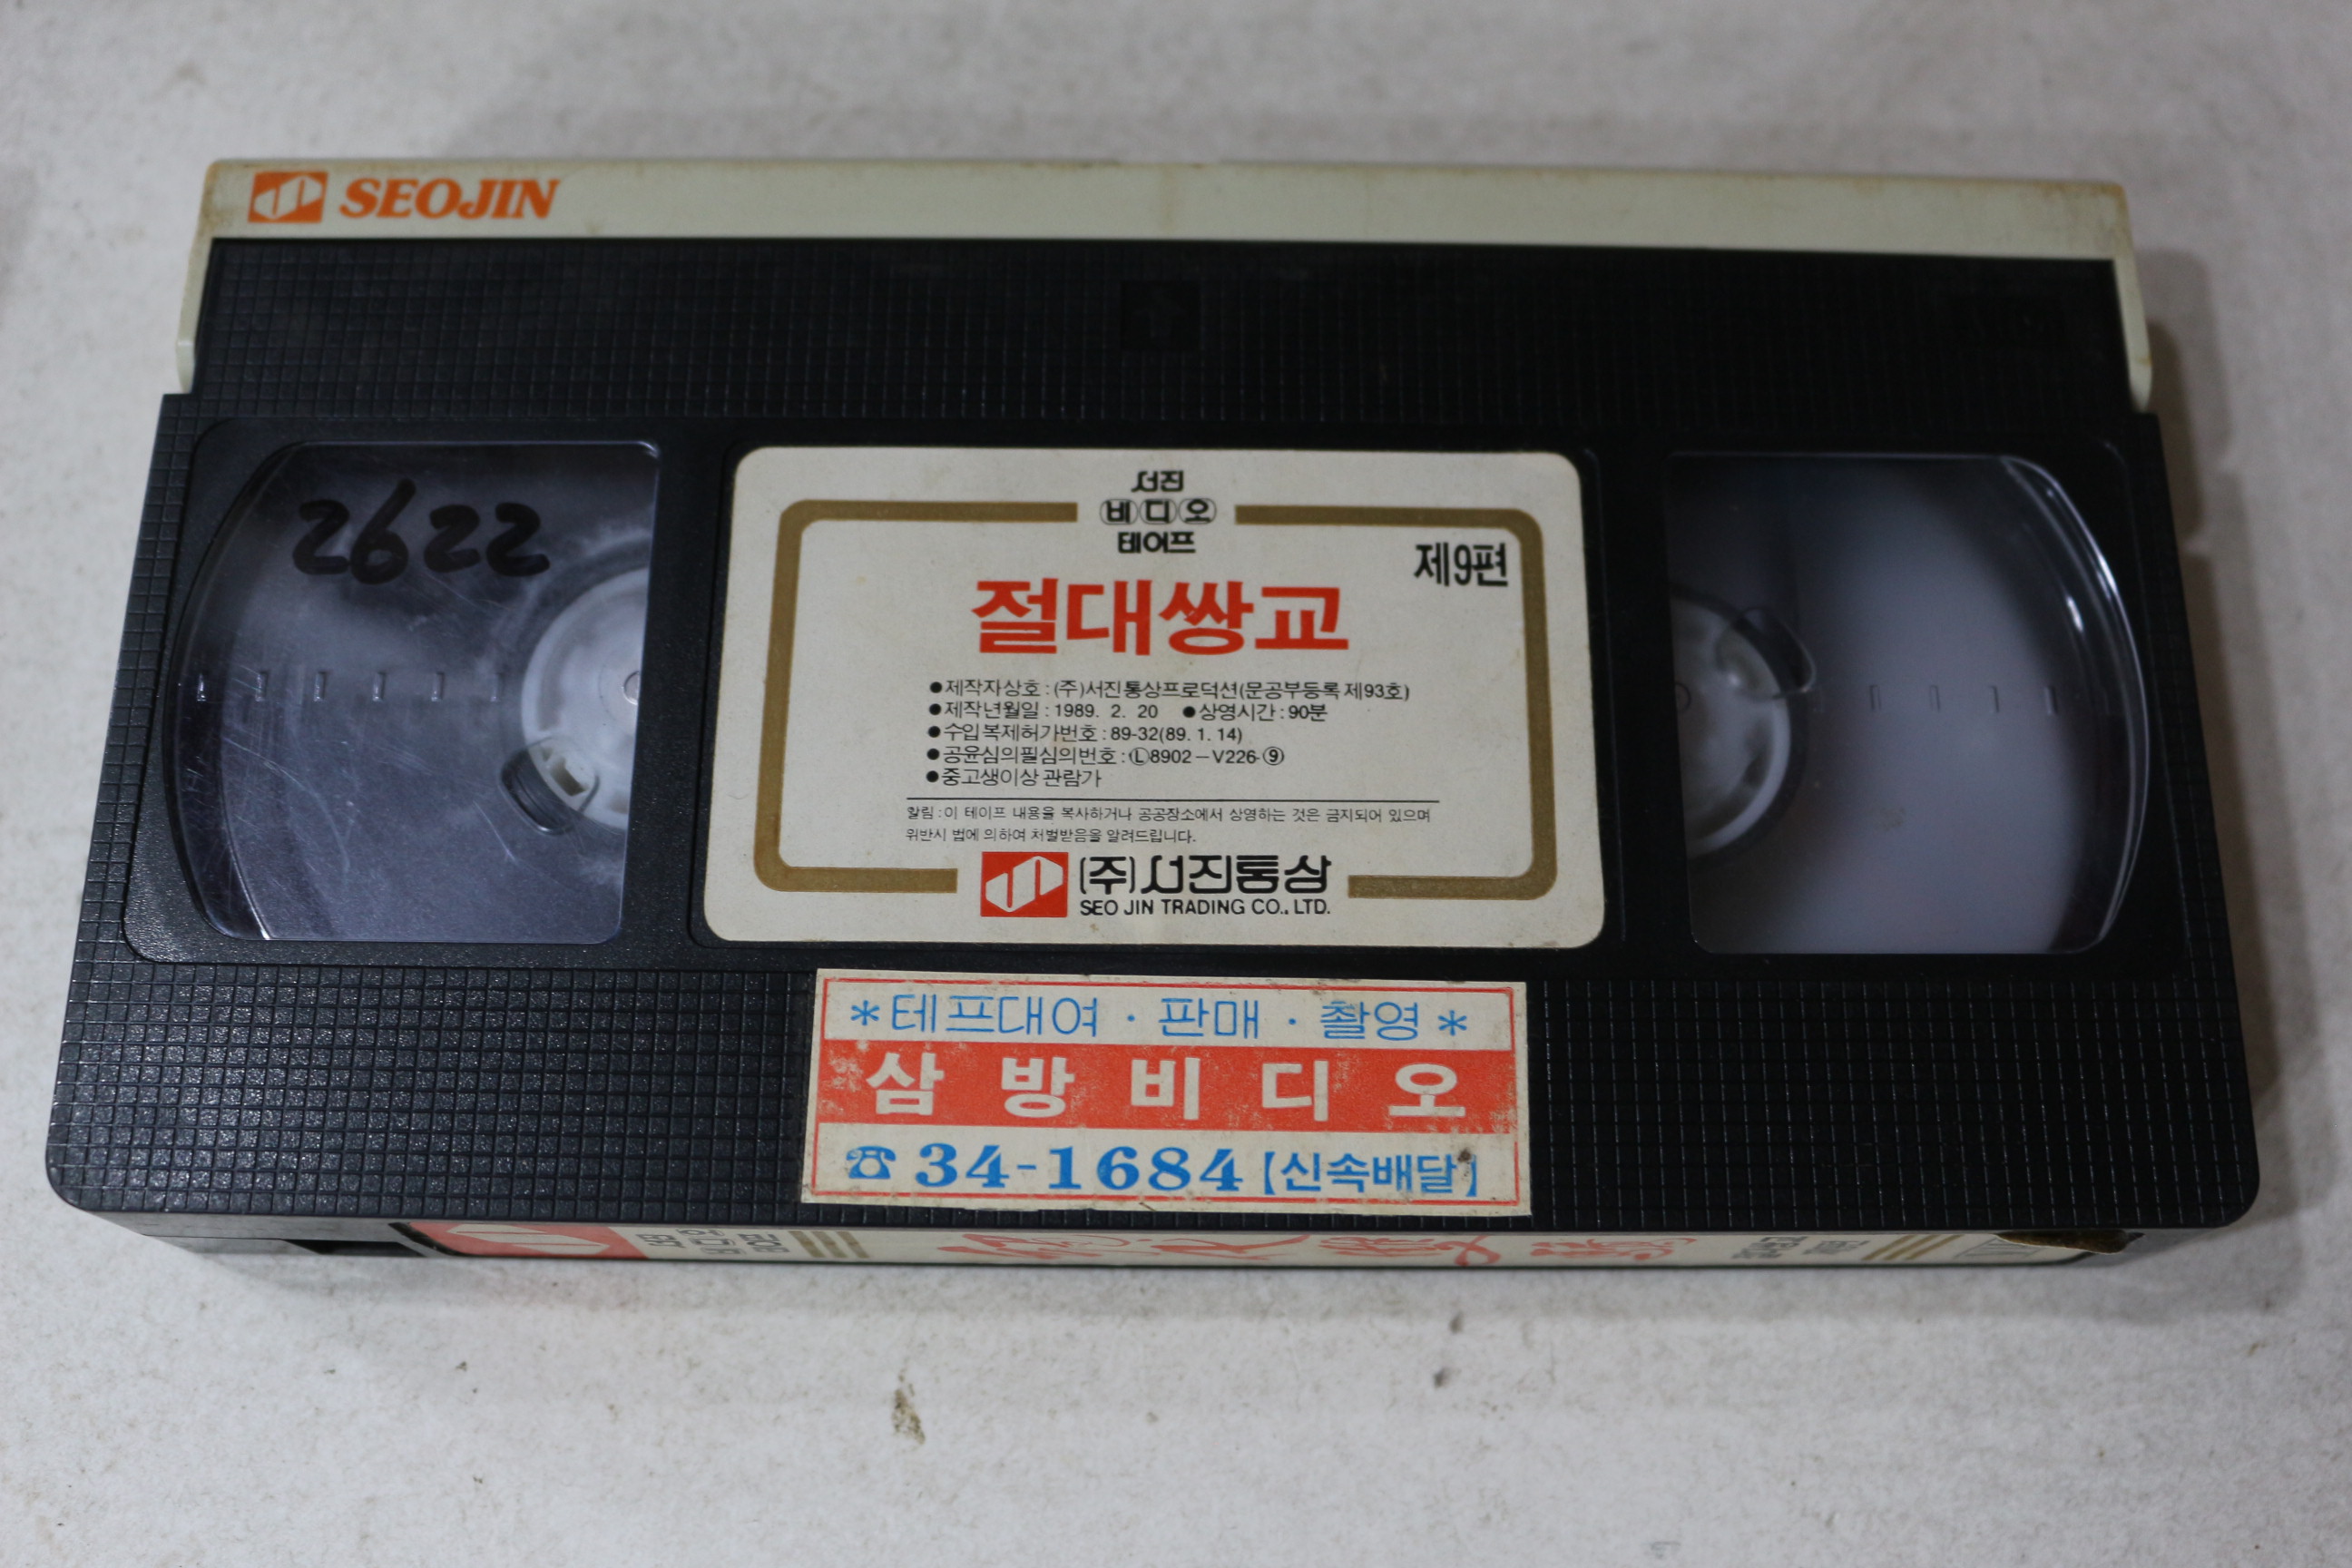 SEOJIN
2622
서진
비디오
테이프
제9편
절대쌍교
●제작자상호 : (주)서진통상프로덕션(문공부등록 제93호)
●제작년월일 : 1989. 2. 20 ●상영시간 : 90분
●수입복제허가번호 : 89-32(89. 1. 14)
●공윤심의필심의번호 : Ⓛ8902-V226-⑨
●중고생이상 관람가
알림 : 이 테이프 내용을 복사하거나 공공장소에서 상영하는 것은 금지되어 있으며
위반시 법에 의하여 처벌받음을 알려드립니다.
(주)서진통상
SEO JIN TRADING CO., LTD.
*테프대여 · 판매 · 촬영*
삼방비디오
☎34-1684【신속배달】